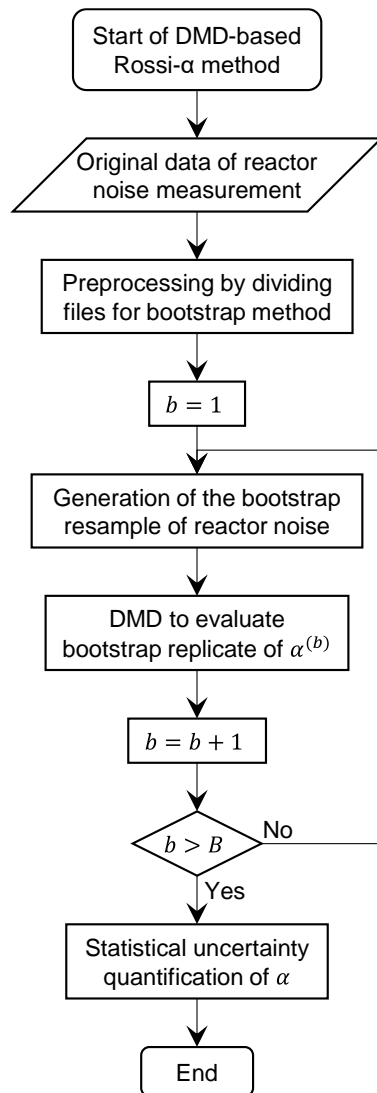 Start of DMD-based
Rossi-α method
Original data of reactor
noise measurement
Preprocessing by dividing
files for bootstrap method
b = 1
Generation of the bootstrap
resample of reactor noise
DMD to evaluate
bootstrap replicate of α^(b)
b = b + 1
b > B
No
Yes
Statistical uncertainty
quantification of α
End